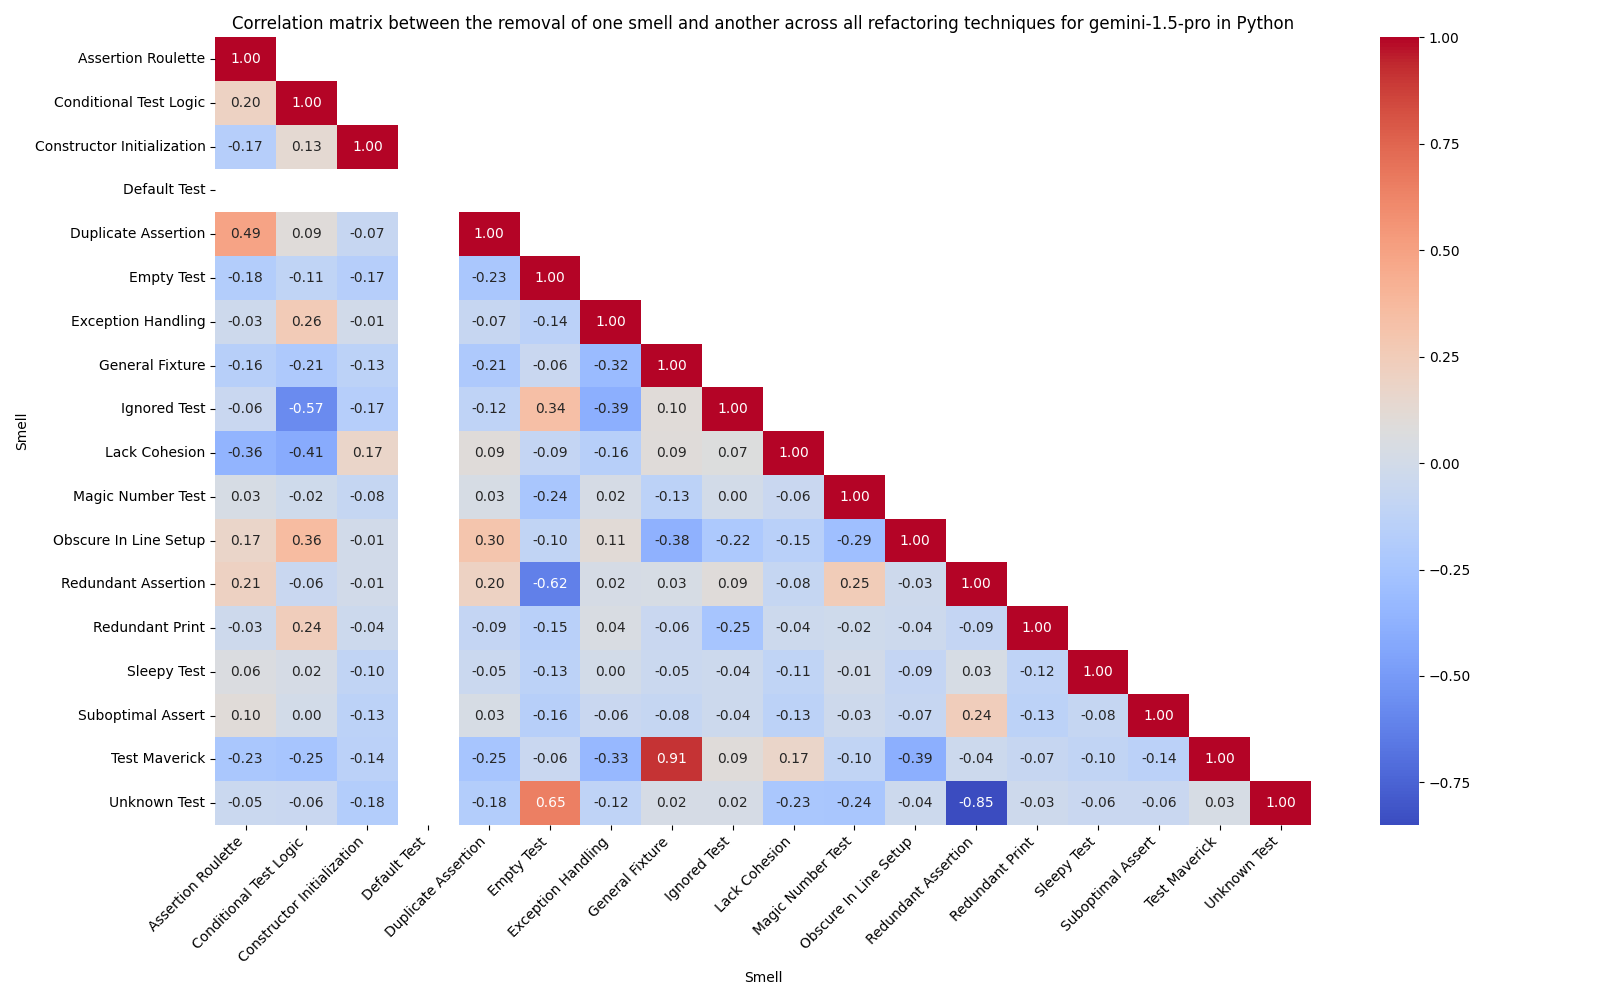 Correlation matrix between the removal of one smell and another across all refactoring techniques for gemini-1.5-pro in Python
Assertion Roulette 1.00
Conditional Test Logic 0.20 1.00
Constructor Initialization -0.17 0.13 1.00
Default Test
Duplicate Assertion 0.49 0.09 -0.07 1.00
Empty Test -0.18 -0.11 -0.17 -0.23 1.00
Exception Handling -0.03 0.26 -0.01 -0.07 -0.14 1.00
General Fixture -0.16 -0.21 -0.13 -0.21 -0.06 -0.32 1.00
Ignored Test -0.06 -0.57 -0.17 -0.12 0.34 -0.39 0.10 1.00
Lack Cohesion -0.36 -0.41 0.17 0.09 -0.09 -0.16 0.09 0.07 1.00
Magic Number Test 0.03 -0.02 -0.08 0.03 -0.24 0.02 -0.13 0.00 -0.06 1.00
Obscure In Line Setup 0.17 0.36 -0.01 0.30 -0.10 0.11 -0.38 -0.22 -0.15 -0.29 1.00
Redundant Assertion 0.21 -0.06 -0.01 0.20 -0.62 0.02 0.03 0.09 -0.08 0.25 -0.03 1.00
Redundant Print -0.03 0.24 -0.04 -0.09 -0.15 0.04 -0.06 -0.25 -0.04 -0.02 -0.04 -0.09 1.00
Sleepy Test 0.06 0.02 -0.10 -0.05 -0.13 0.00 -0.05 -0.04 -0.11 -0.01 -0.09 0.03 -0.12 1.00
Suboptimal Assert 0.10 0.00 -0.13 0.03 -0.16 -0.06 -0.08 -0.04 -0.13 -0.03 -0.07 0.24 -0.13 -0.08 1.00
Test Maverick -0.23 -0.25 -0.14 -0.25 -0.06 -0.33 0.91 0.09 0.17 -0.10 -0.39 -0.04 -0.07 -0.10 -0.14 1.00
Unknown Test -0.05 -0.06 -0.18 -0.18 0.65 -0.12 0.02 0.02 -0.23 -0.24 -0.04 -0.85 -0.03 -0.06 -0.06 0.03 1.00
Smell
Assertion Roulette
Conditional Test Logic
Constructor Initialization
Default Test
Duplicate Assertion
Empty Test
Exception Handling
General Fixture
Ignored Test
Lack Cohesion
Magic Number Test
Obscure In Line Setup
Redundant Assertion
Redundant Print
Sleepy Test
Suboptimal Assert
Test Maverick
Unknown Test
Smell
1.00
0.75
0.50
0.25
0.00
−0.25
−0.50
−0.75